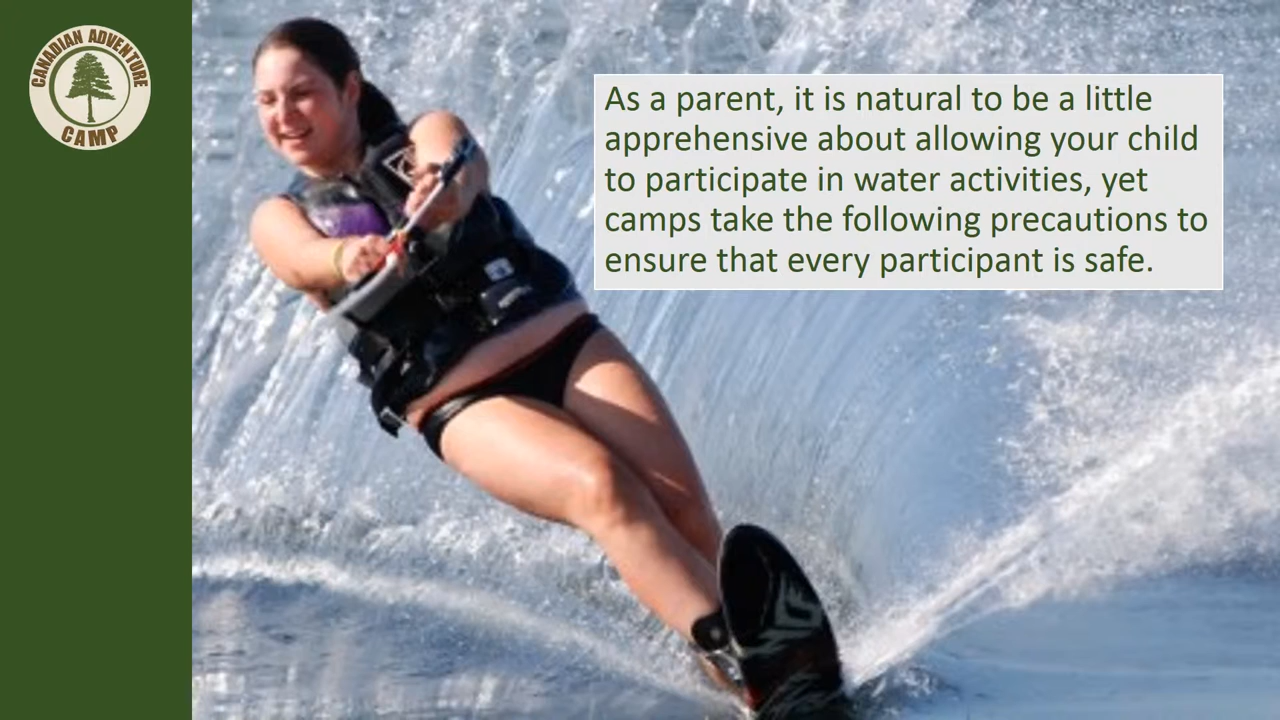 CANADIAN ADVENTURE
CAMP
As a parent, it is natural to be a little
apprehensive about allowing your child
to participate in water activities, yet
camps take the following precautions to
ensure that every participant is safe.